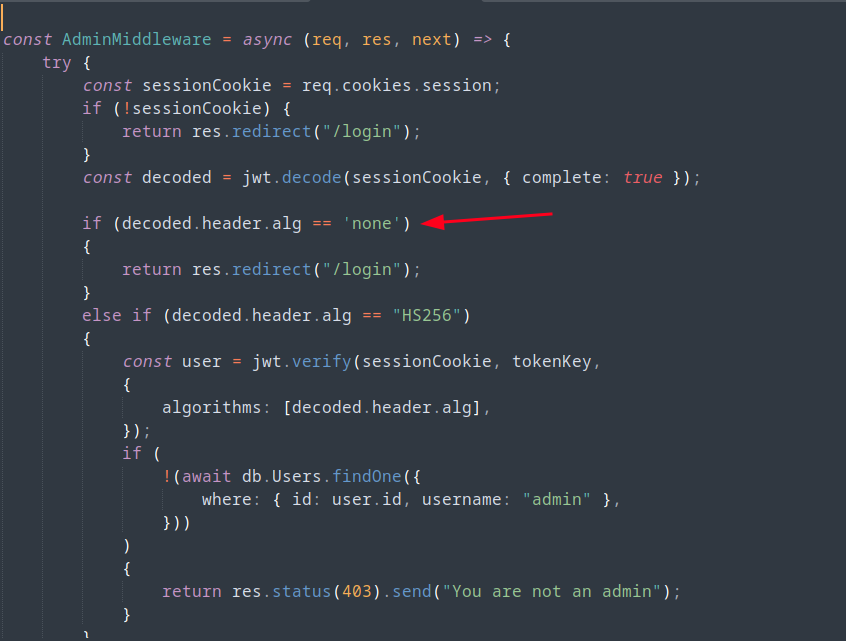 const AdminMiddleware = async (req, res, next) => {
    try {
        const sessionCookie = req.cookies.session;
        if (!sessionCookie) {
            return res.redirect("/login");
        }
        const decoded = jwt.decode(sessionCookie, { complete: true });
        if (decoded.header.alg == 'none')
        {
            return res.redirect("/login");
        }
        else if (decoded.header.alg == "HS256")
        {
            const user = jwt.verify(sessionCookie, tokenKey,
            {
                algorithms: [decoded.header.alg],
            });
            if (
                !(await db.Users.findOne({
                    where: { id: user.id, username: "admin" },
                }))
            )
            {
                return res.status(403).send("You are not an admin");
            }
        }